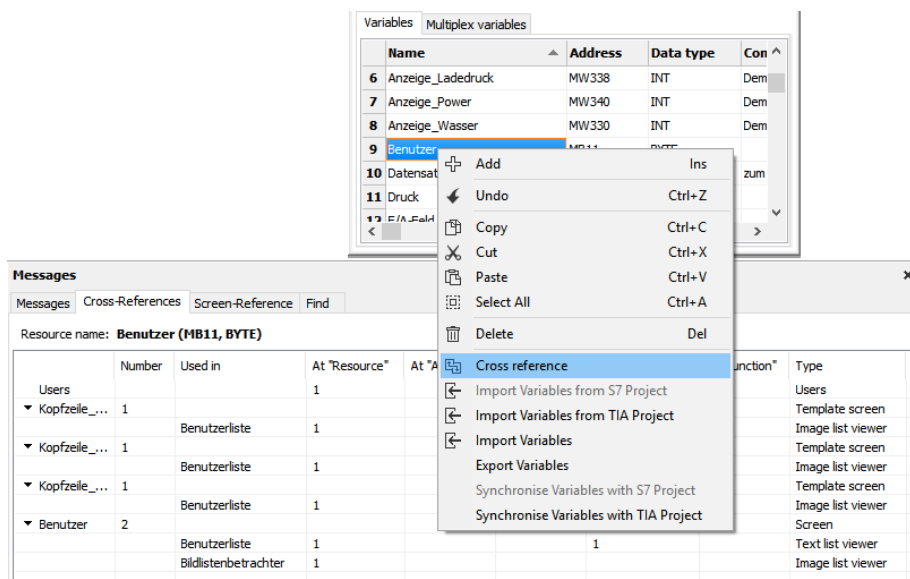 Variables Multiplex variables
Name Address Data type Con
6 Anzeige_Ladedruck MW338 INT Dem
7 Anzeige_Power MW340 INT Dem
8 Anzeige_Wasser MW330 INT Dem
9 Benutzer MB11 BYTE
10 Datensat zum
11 Druck
12 E/A-Feld
Add Ins
Undo Ctrl+Z
Copy Ctrl+C
Cut Ctrl+X
Paste Ctrl+V
Select All Ctrl+A
Delete Del
Cross reference
Import Variables from S7 Project
Import Variables from TIA Project
Import Variables
Export Variables
Synchronise Variables with S7 Project
Synchronise Variables with TIA Project
Messages
Messages Cross-References Screen-Reference Find
Resource name: Benutzer (MB11, BYTE)
Number Used in At "Resource" At "A unction" Type
Users 1 Users
Kopfzeile_... 1 Template screen
Benutzerliste 1 Image list viewer
Kopfzeile_... 1 Template screen
Benutzerliste 1 Image list viewer
Kopfzeile_... 1 Template screen
Benutzerliste 1 Image list viewer
Benutzer 2 Screen
Benutzerliste 1 1 Text list viewer
Bildlistenbetrachter 1 Image list viewer